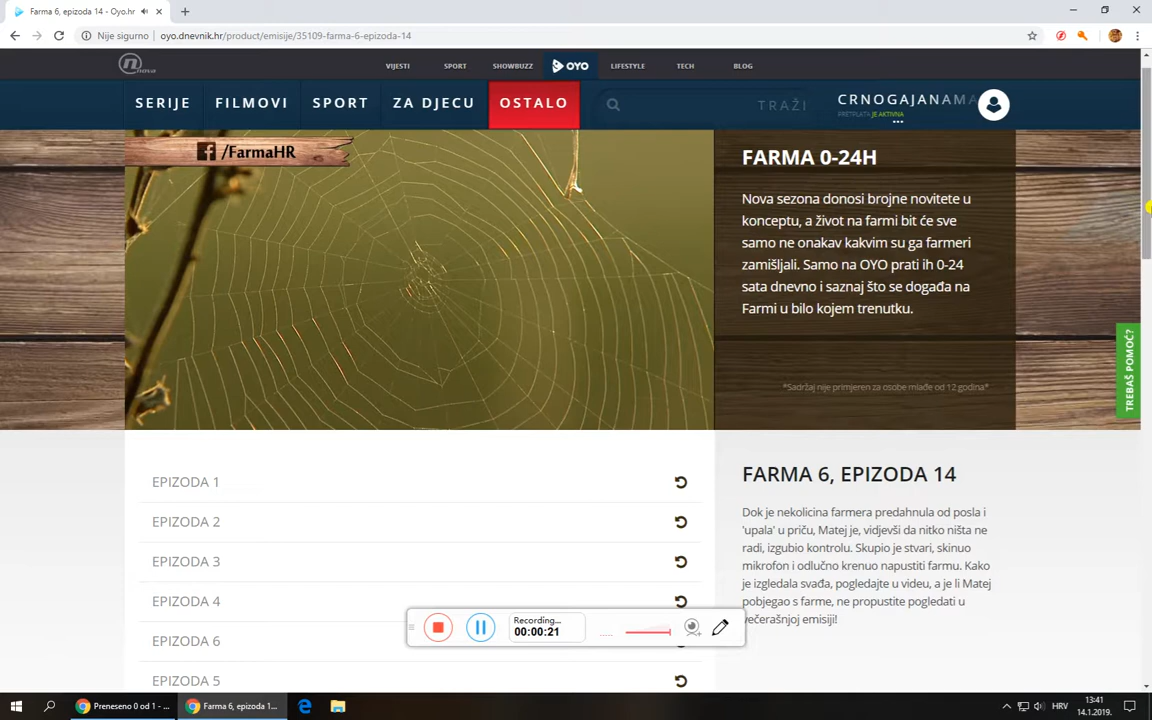 Farma 6, epizoda 14 - Oyo.hr
Nije sigurno
oyo.dnevnik.hr/product/emisije/35109-farma-6-epizoda-14
nova
VIJESTI
SPORT
SHOWBUZZ
OYO
LIFESTYLE
TECH
BLOG
SERIJE
FILMOVI
SPORT
ZA DJECU
OSTALO
TRAŽI
CRNOGAJANAMA
PRETPLATA JE AKTIVNA
/FarmaHR
FARMA 0-24H
Nova sezona donosi brojne novitete u
konceptu, a život na farmi bit će sve
samo ne onakav kakvim su ga farmeri
zamišljali. Samo na OYO prati ih 0-24
sata dnevno i saznaj što se događa na
Farmi u bilo kojem trenutku.
*Sadržaj nije primjeren za osobe mlađe od 12 godina*
TREBAŠ POMOĆ?
EPIZODA 1
EPIZODA 2
EPIZODA 3
EPIZODA 4
EPIZODA 6
EPIZODA 5
FARMA 6, EPIZODA 14
Dok je nekolicina farmera predahnula od posla i
'upala' u priču, Matej je, vidjevši da nitko ništa ne
radi, izgubio kontrolu. Skupio je stvari, skinuo
mikrofon i odlučno krenuo napustiti farmu. Kako
je izgledala svađa, pogledajte u videu, a je li Matej
pobjegao s farme, ne propustite pogledati u
večerašnjoj emisiji!
Recording...
00:00:21
Preneseno 0 od 1 - ...
Farma 6, epizoda 1...
HRV
13:41
14.1.2019.